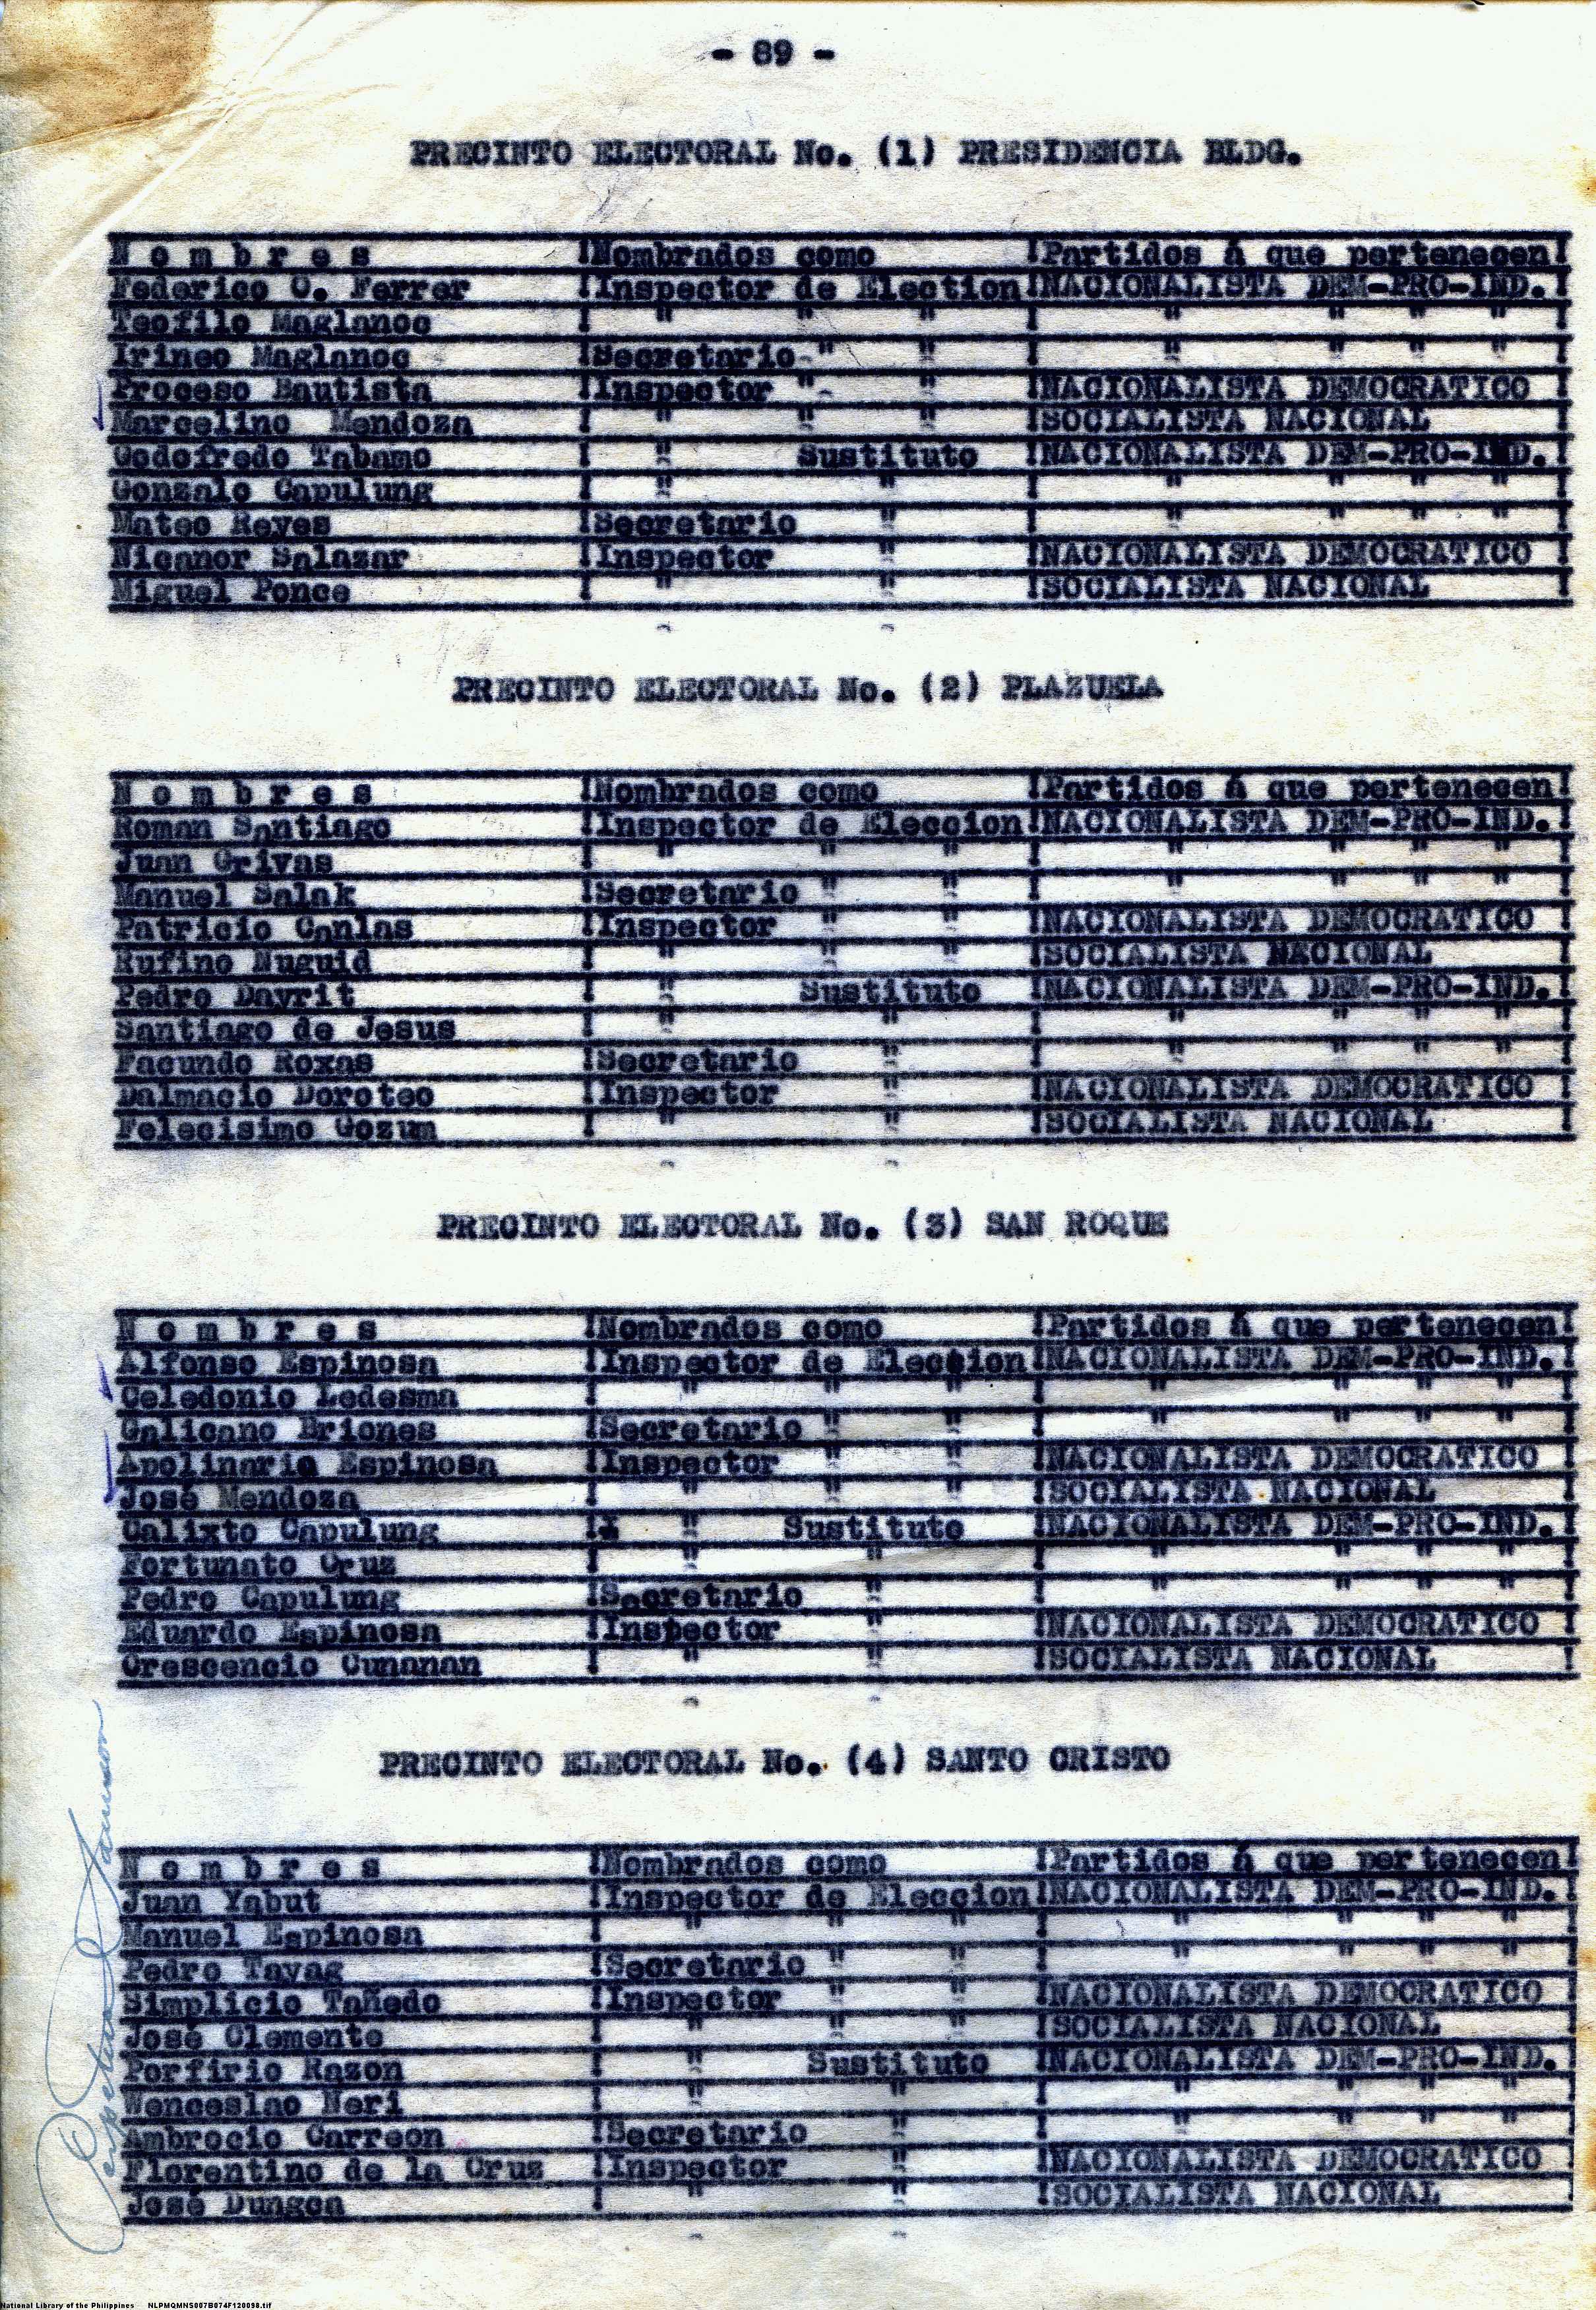 - 89 -
PRECINTO ELECTORAL No. (1) PRESIDENCIA BLDG.
N o m b r e s !Nombrados como !Partidos á que pertenecen!
Federico O. Ferrer !Inspector de Election!NACIONALISTA DEM-PRO-IND.!
Teofilo Maglanoc ! " " " ! " " " " !
Irineo Maglanoc !Secretario-" " ! " " " " !
Proceso Bautista !Inspector " " !NACIONALISTA DEMOCRATICO !
Marcelino Mendoza ! " " " !SOCIALISTA NACIONAL !
Godofredo Tabamo ! " Sustituto !NACIONALISTA DEM-PRO-IND.!
Gonzalo Capulung ! " " ! " " " " !
Mateo Reyes !Secretario " ! " " " " !
Nicanor Salazar !Inspector " !NACIONALISTA DEMOCRATICO !
Miguel Ponce ! " " !SOCIALISTA NACIONAL !
PRECINTO ELECTORAL No. (2) PLAZUELA
N o m b r e s !Nombrados como !Partidos á que pertenecen!
Roman Santiago !Inspector de Eleccion!NACIONALISTA DEM-PRO-IND.!
Juan Grivas ! " " " ! " " " " !
Manuel Salak !Secretario " " ! " " " " !
Patricio Canlas !Inspector " " !NACIONALISTA DEMOCRATICO !
Rufino Nuguid ! " " " !SOCIALISTA NACIONAL !
Pedro Dayrit ! " Sustituto !NACIONALISTA DEM-PRO-IND.!
Santiago de Jesus ! " " ! " " " " !
Facundo Roxas !Secretario " ! " " " " !
Dalmacio Doroteo !Inspector " !NACIONALISTA DEMOCRATICO !
Felecisimo Gozum ! " " !SOCIALISTA NACIONAL !
PRECINTO ELECTORAL No. (3) SAN ROQUE
N o m b r e s !Nombrados como !Partidos á que pertenecen!
Alfonso Espinosa !Inspector de Eleccion!NACIONALISTA DEM-PRO-IND.!
Celedonio Ledesma ! " " " ! " " " " !
Galicano Briones !Secretario " " ! " " " " !
Apolinario Espinosa !Inspector " " !NACIONALISTA DEMOCRATICO !
José Mendoza ! " " " !SOCIALISTA NACIONAL !
Calixto Capulung ! " Sustituto !NACIONALISTA DEM-PRO-IND.!
Fortunato Cruz ! " " ! " " " " !
Pedro Capulung !Secretario " ! " " " " !
Eduardo Espinosa !Inspector " !NACIONALISTA DEMOCRATICO !
Crescencio Cunanan ! " " !SOCIALISTA NACIONAL !
PRECINTO ELECTORAL No. (4) SANTO CRISTO
N o m b r e s !Nombrados como !Partidos á que pertenecen!
Juan Yabut !Inspector de Eleccion!NACIONALISTA DEM-PRO-IND.!
Manuel Espinosa ! " " " ! " " " " !
Pedro Tayag !Secretario " " ! " " " " !
Simplicio Tañedo !Inspector " " !NACIONALISTA DEMOCRATICO !
José Clemente ! " " " !SOCIALISTA NACIONAL !
Porfirio Razon ! " Sustituto !NACIONALISTA DEM-PRO-IND.!
Wenceslao Neri ! " " ! " " " " !
Ambrocio Carreon !Secretario " ! " " " " !
Florentino de la Cruz !Inspector " !NACIONALISTA DEMOCRATICO !
José Dungca ! " " !SOCIALISTA NACIONAL !
National Library of the Philippines NLPMQMNS007B074F120098.tif